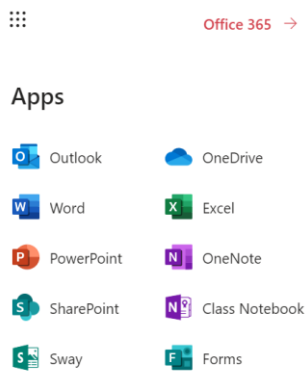 Office 365 →
Apps
Outlook OneDrive
Word Excel
PowerPoint OneNote
SharePoint Class Notebook
Sway Forms